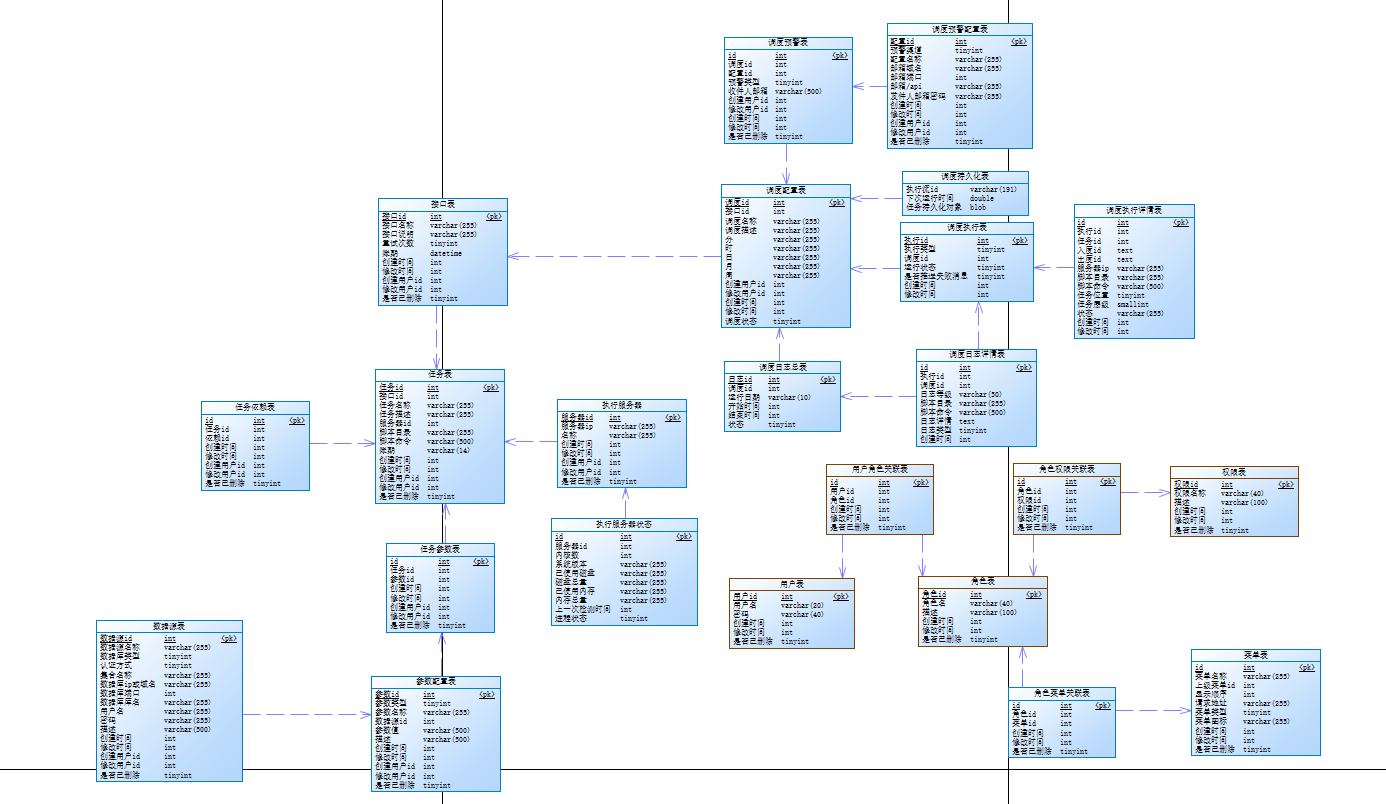 调度预警表
id int <pk>
调度id int
配置id int
预警类型 tinyint
收件人邮箱 varchar(500)
创建用户id int
修改用户id int
创建时间 int
修改时间 int
是否已删除 tinyint
调度预警配置表
配置id int <pk>
预警渠道 tinyint
配置名称 varchar(255)
邮箱域名 varchar(255)
邮箱端口 int
邮箱/api varchar(255)
发件人邮箱密码 varchar(255)
创建时间 int
修改时间 int
创建用户id int
修改用户id int
是否已删除 tinyint
接口表
接口id int <pk>
接口名称 varchar(255)
接口说明 varchar(255)
重试次数 tinyint
账期 datetime
创建时间 int
修改时间 int
创建用户id int
修改用户id int
是否已删除 tinyint
调度配置表
调度id int <pk>
接口id int
调度名称 varchar(255)
调度描述 varchar(255)
分 varchar(255)
时 varchar(255)
日 varchar(255)
月 varchar(255)
周 varchar(255)
创建用户id int
修改用户id int
创建时间 int
修改时间 int
调度状态 tinyint
调度持久化表
执行流id varchar(191)
下次运行时间 double
任务持久化对象 blob
调度执行表
执行id int <pk>
执行类型 tinyint
调度id int
运行状态 tinyint
是否推送失败消息 tinyint
创建时间 int
修改时间 int
调度执行详情表
id int <pk>
执行id int
任务id int
入度id text
出度id text
服务器ip varchar(255)
脚本目录 varchar(255)
脚本命令 varchar(500)
任务位置 tinyint
任务层级 smallint
状态 varchar(255)
创建时间 int
修改时间 int
任务依赖表
id int <pk>
任务id int
依赖id int
创建时间 int
修改时间 int
创建用户id int
修改用户id int
是否已删除 tinyint
任务表
任务id int <pk>
接口id int
任务名称 varchar(255)
任务描述 varchar(255)
服务器id int
脚本目录 varchar(255)
脚本命令 varchar(500)
账期 varchar(14)
创建时间 int
修改时间 int
创建用户id int
修改用户id int
是否已删除 tinyint
执行服务器
服务器id int <pk>
服务器ip varchar(255)
名称 varchar(255)
创建时间 int
修改时间 int
创建用户id int
修改用户id int
是否已删除 tinyint
调度日志总表
日志id int <pk>
调度id int
运行日期 varchar(10)
开始时间 int
结束时间 int
状态 tinyint
调度日志详情表
id int <pk>
执行id int
调度id int
日志等级 varchar(50)
脚本目录 varchar(255)
脚本命令 varchar(500)
日志详情 text
日志类型 tinyint
创建时间 int
执行服务器状态
id int <pk>
服务器id int
内核数 int
系统版本 varchar(255)
已使用磁盘 varchar(255)
磁盘总量 varchar(255)
已使用内存 varchar(255)
内存总量 varchar(255)
上一次检测时间 int
进程状态 tinyint
用户角色关联表
id int <pk>
用户id int
角色id int
创建时间 int
修改时间 int
是否已删除 tinyint
角色权限关联表
id int <pk>
角色id int
权限id int
创建时间 int
修改时间 int
是否已删除 tinyint
权限表
权限id int <pk>
权限名称 varchar(40)
描述 varchar(100)
创建时间 int
修改时间 int
是否已删除 tinyint
任务参数表
id int <pk>
任务id int
参数id int
创建时间 int
修改时间 int
创建用户id int
修改用户id int
是否已删除 tinyint
用户表
用户id int <pk>
用户名 varchar(20)
密码 varchar(40)
创建时间 int
修改时间 int
是否已删除 tinyint
角色表
角色id int <pk>
角色名 varchar(40)
描述 varchar(100)
创建时间 int
修改时间 int
是否已删除 tinyint
数据源表
数据源id int <pk>
数据源名称 varchar(255)
数据库类型 tinyint
认证方式 tinyint
集合名称 varchar(255)
数据库ip或域名 varchar(255)
数据库端口 int
数据库库名 varchar(255)
用户名 varchar(255)
密码 varchar(255)
描述 varchar(500)
创建时间 int
修改时间 int
创建用户id int
修改用户id int
是否已删除 tinyint
参数配置表
参数id int <pk>
参数类型 tinyint
参数名称 varchar(255)
数据源id int
参数值 varchar(500)
描述 varchar(500)
创建时间 int
修改时间 int
创建用户id int
修改用户id int
是否已删除 tinyint
角色菜单关联表
id int <pk>
角色id int
菜单id int
创建时间 int
修改时间 int
是否已删除 tinyint
菜单表
id int <pk>
菜单名称 varchar(255)
上级菜单id int
显示顺序 int
请求地址 varchar(255)
菜单类型 tinyint
菜单图标 varchar(255)
创建时间 int
修改时间 int
是否已删除 tinyint